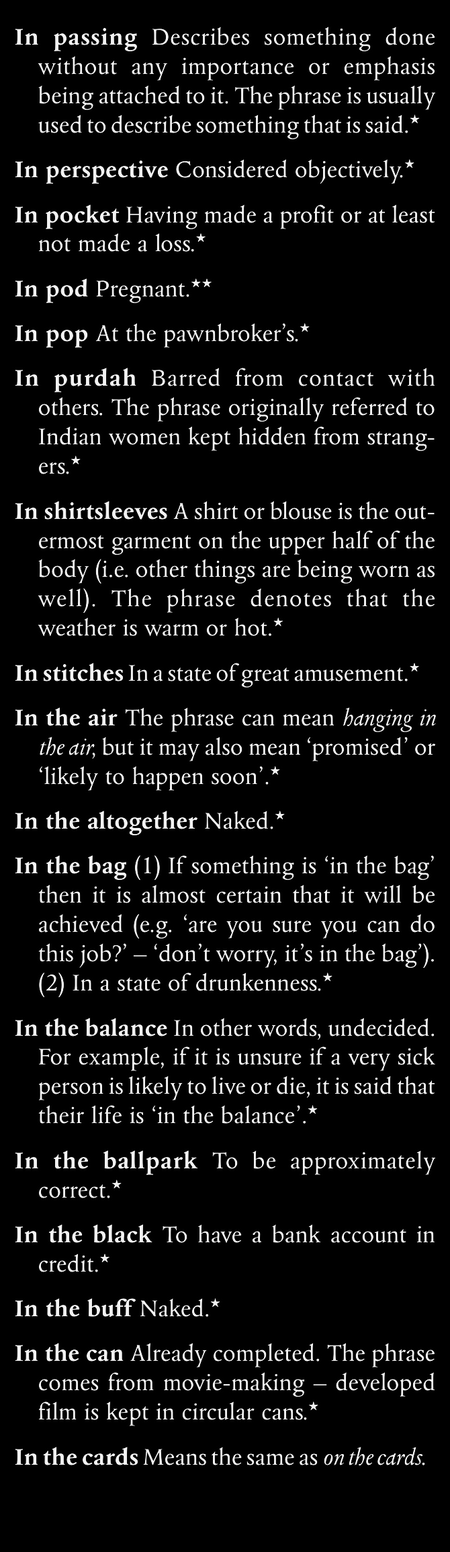 In passing Describes something done
without any importance or emphasis
being attached to it. The phrase is usually
used to describe something that is said.★
In perspective Considered objectively.★
In pocket Having made a profit or at least
not made a loss.★
In pod Pregnant.★★
In pop At the pawnbroker’s.★
In purdah Barred from contact with
others. The phrase originally referred to
Indian women kept hidden from strang-
ers.★
In shirtsleeves A shirt or blouse is the out-
ermost garment on the upper half of the
body (i.e. other things are being worn as
well). The phrase denotes that the
weather is warm or hot.★
In stitches In a state of great amusement.★
In the air The phrase can mean hanging in
the air, but it may also mean ‘promised’ or
‘likely to happen soon’.★
In the altogether Naked.★
In the bag (1) If something is ‘in the bag’
then it is almost certain that it will be
achieved (e.g. ‘are you sure you can do
this job?’ – ‘don’t worry, it’s in the bag’).
(2) In a state of drunkenness.★
In the balance In other words, undecided.
For example, if it is unsure if a very sick
person is likely to live or die, it is said that
their life is ‘in the balance’.★
In the ballpark To be approximately
correct.★
In the black To have a bank account in
credit.★
In the buff Naked.★
In the can Already completed. The phrase
comes from movie-making – developed
film is kept in circular cans.★
In the cards Means the same as on the cards.